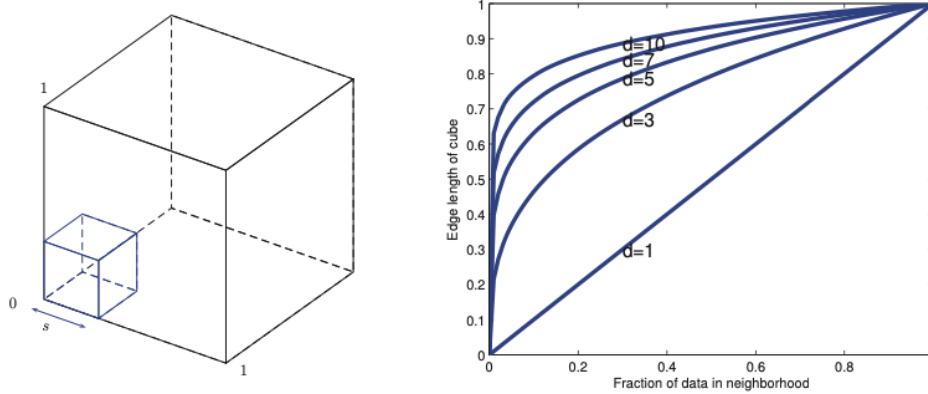 1
0
s
1
1
0.9
0.8
0.7
0.6
0.5
0.4
0.3
0.2
0.1
0
Edge length of cube
d=10
d=7
d=5
d=3
d=1
0
0.2
0.4
0.6
0.8
Fraction of data in neighborhood